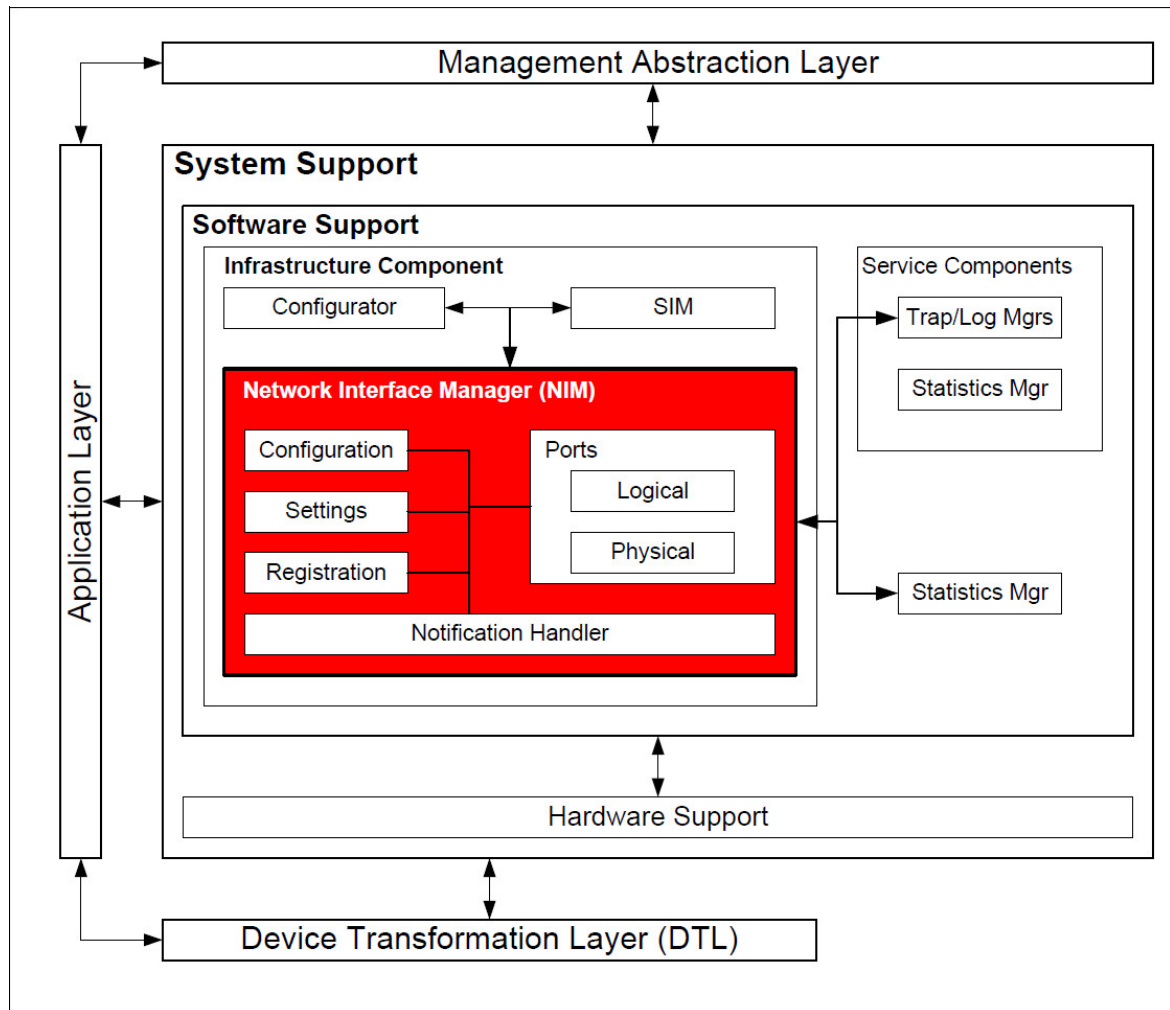 Management Abstraction Layer
Application Layer
System Support
Software Support
Infrastructure Component
Configurator
SIM
Service Components
Trap/Log Mgrs
Statistics Mgr
Network Interface Manager (NIM)
Configuration
Settings
Registration
Ports
Logical
Physical
Notification Handler
Statistics Mgr
Hardware Support
Device Transformation Layer (DTL)